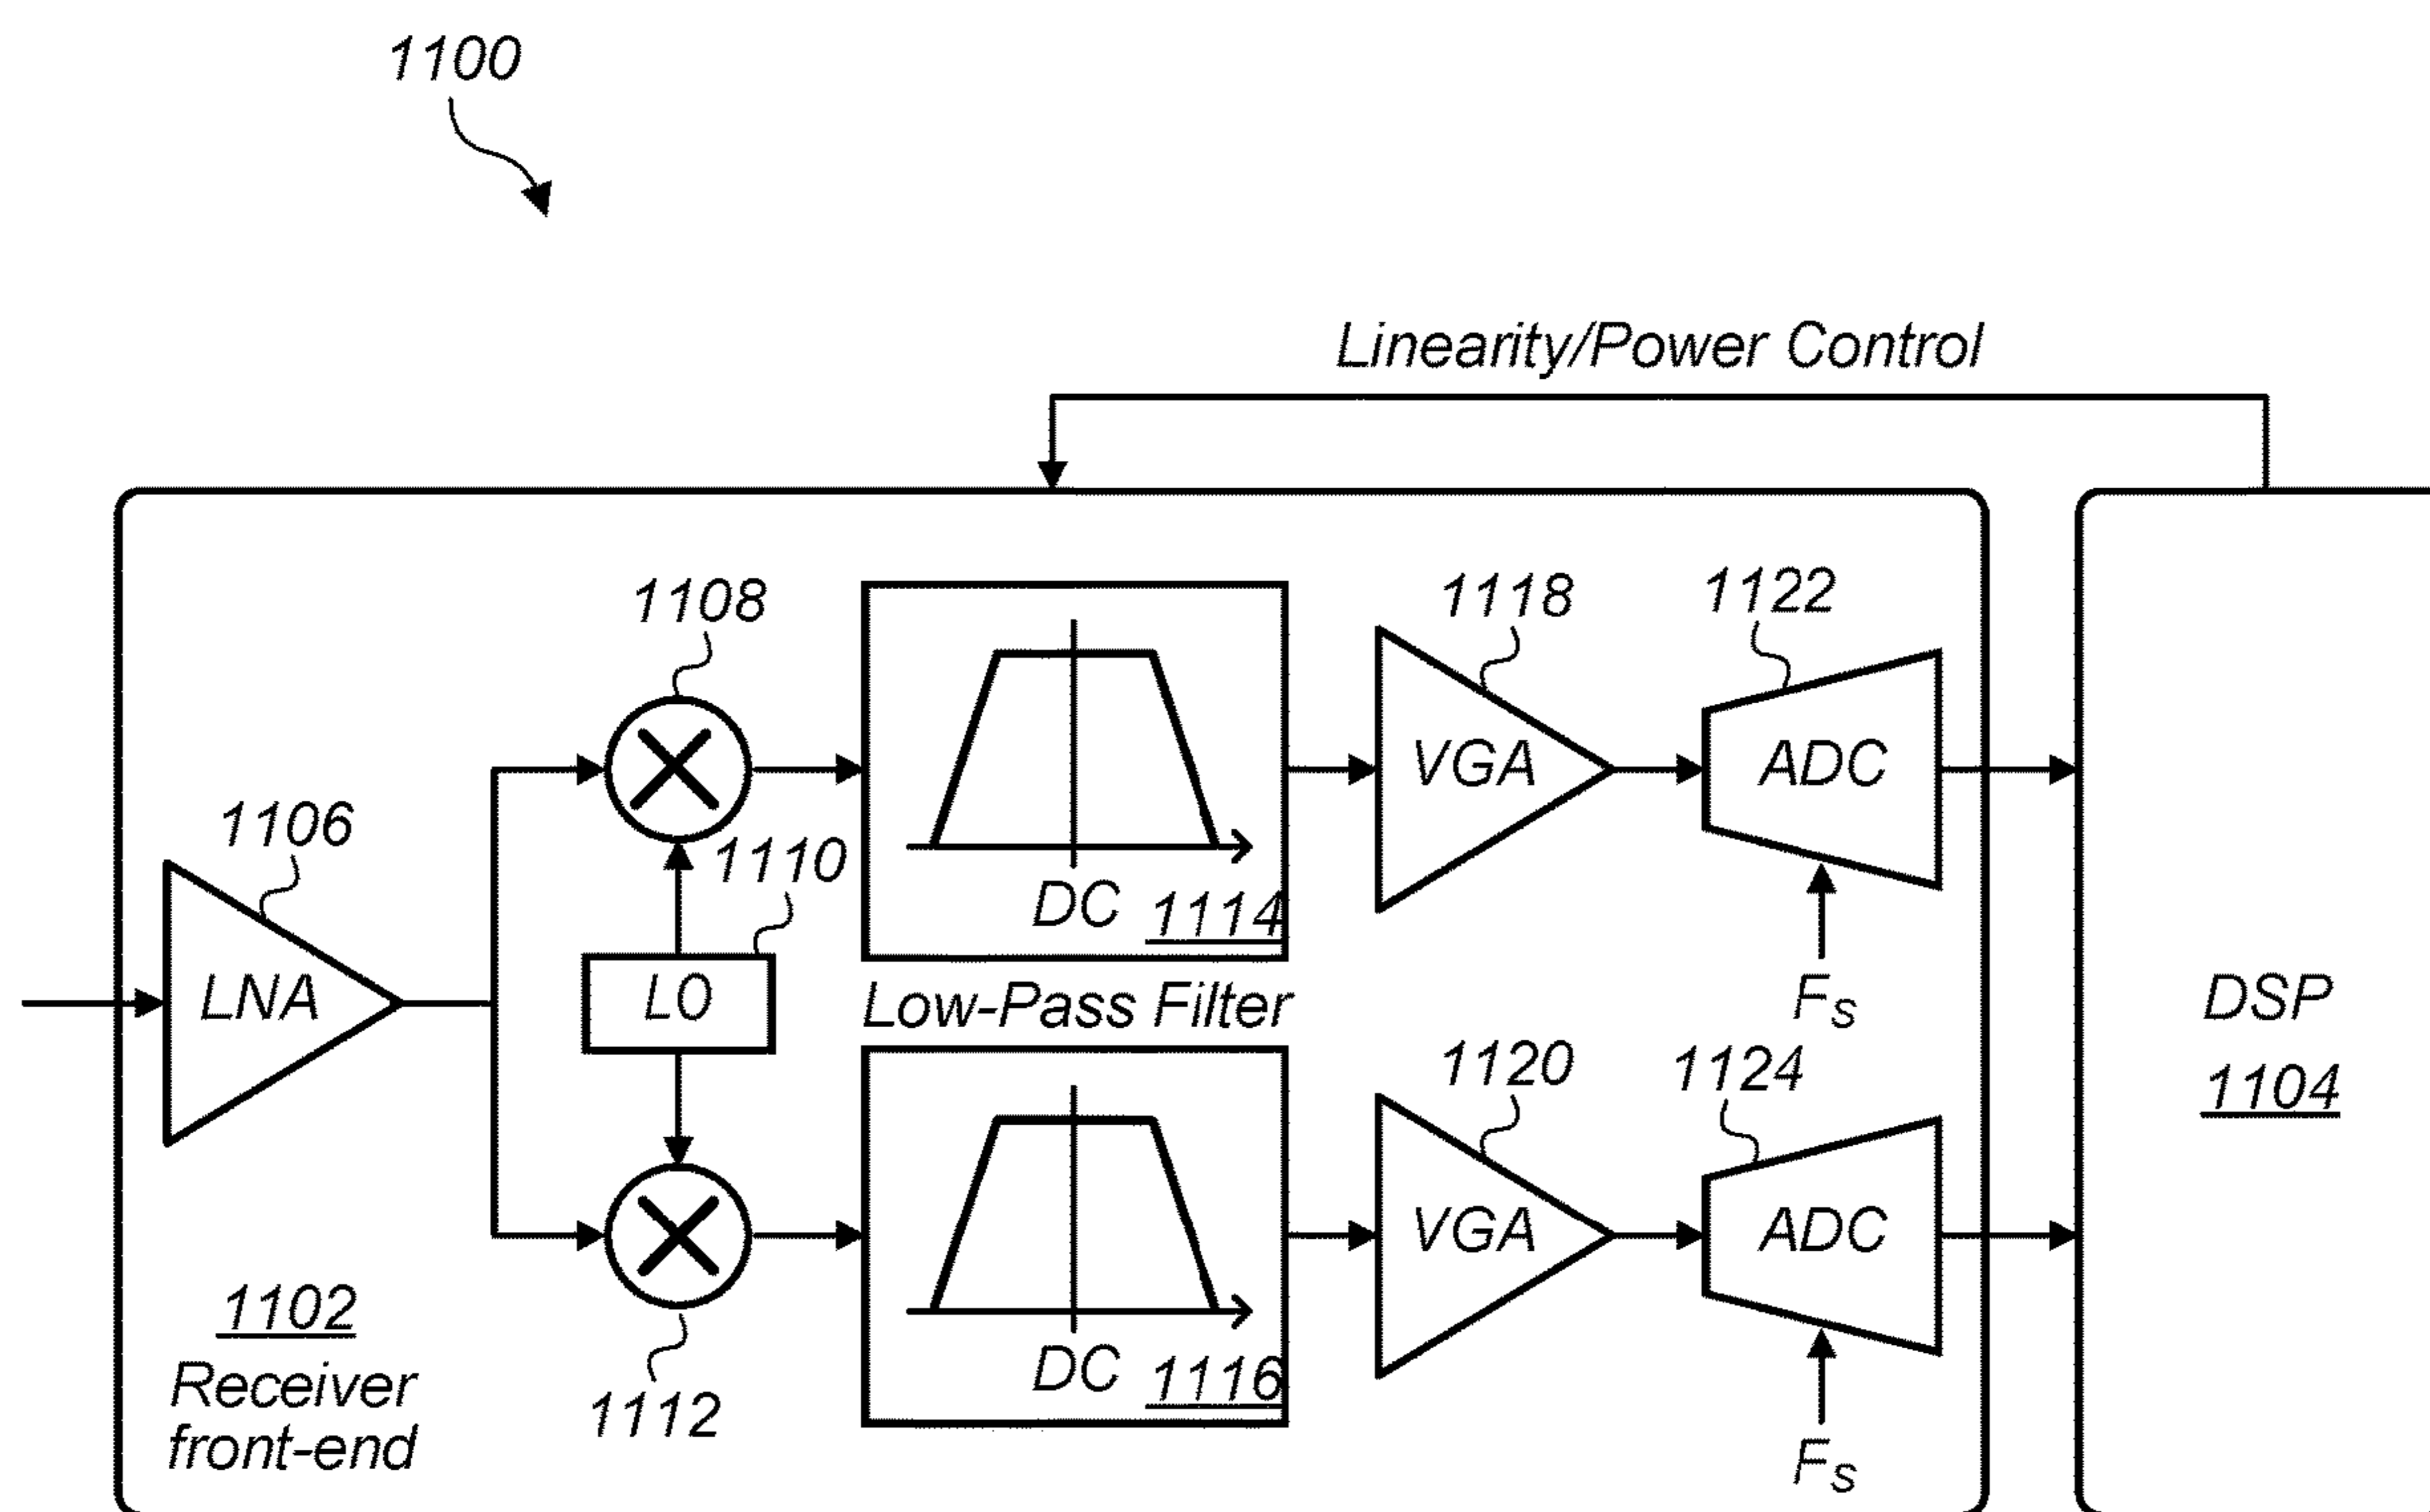 1100
Linearity/Power Control
1108
1118
1122
1106
VGA
ADC
1110
DC 1114
LNA
LO
Low-Pass Filter
FS
DSP
1104
1120
1124
VGA
ADC
1102
Receiver
front-end
1112
DC 1116
FS